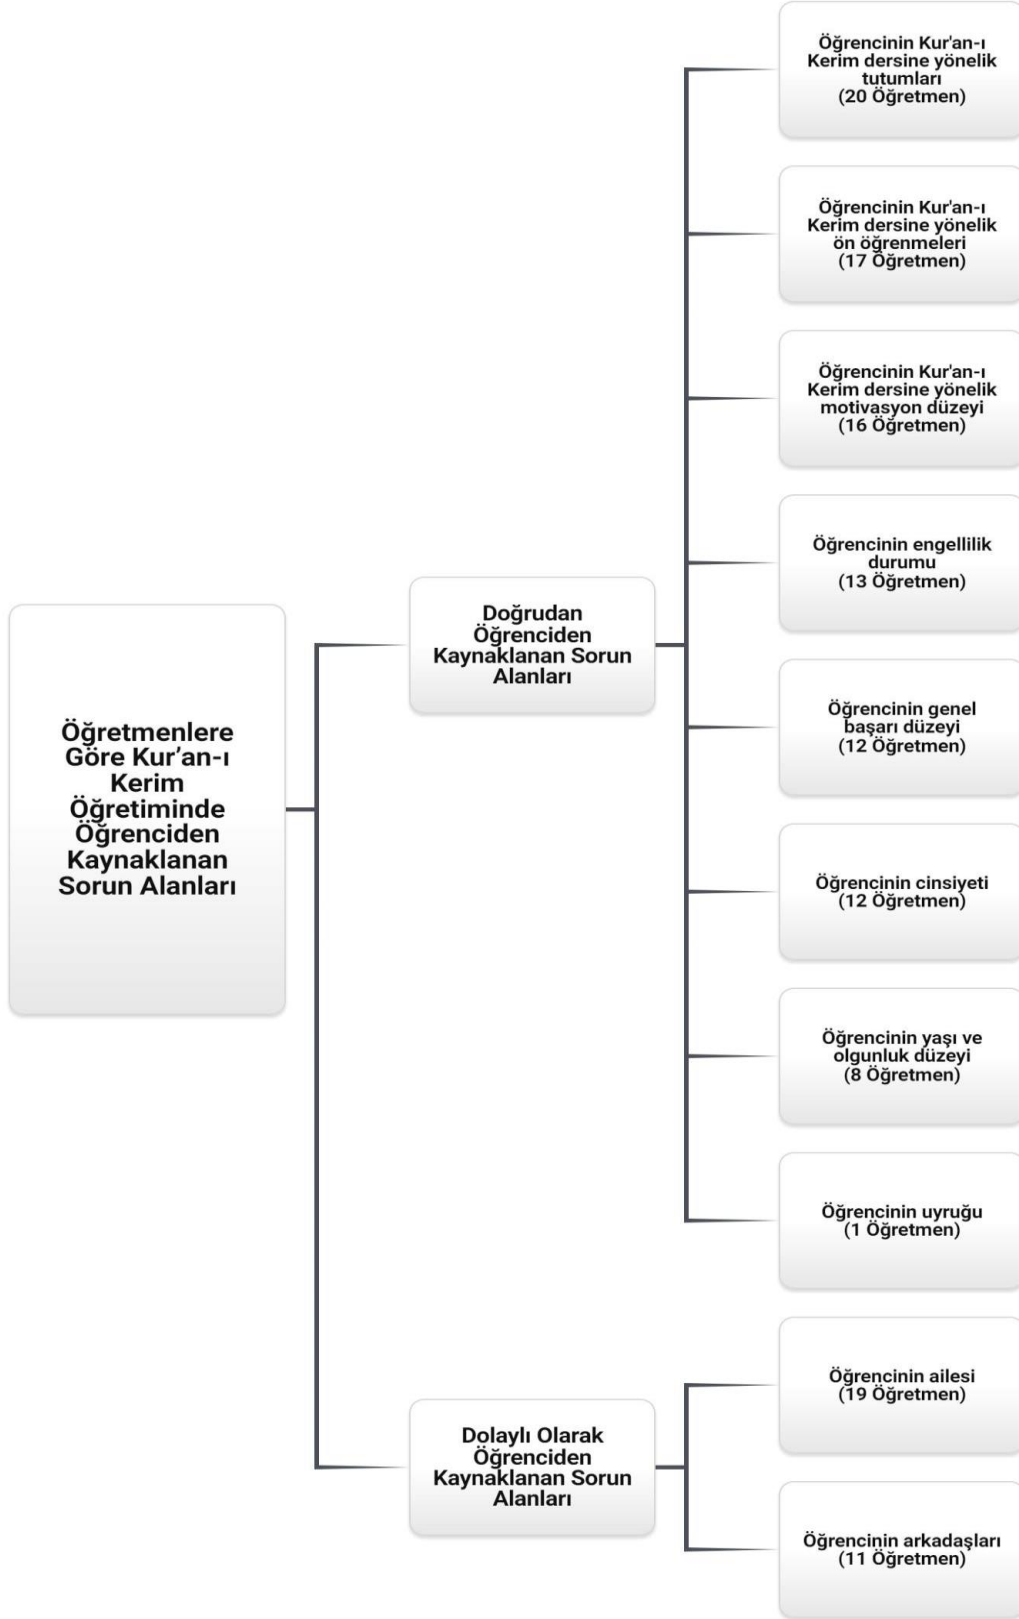 Öğretmenlere
Göre Kur’an-ı
Kerim
Öğretiminde
Öğrenciden
Kaynaklanan
Sorun Alanları
Doğrudan
Öğrenciden
Kaynaklanan Sorun
Alanları
Öğrencinin Kur'an-ı
Kerim dersine yönelik
tutumları
(20 Öğretmen)
Öğrencinin Kur'an-ı
Kerim dersine yönelik
ön öğrenmeleri
(17 Öğretmen)
Öğrencinin Kur'an-ı
Kerim dersine yönelik
motivasyon düzeyi
(16 Öğretmen)
Öğrencinin engellilik
durumu
(13 Öğretmen)
Öğrencinin genel
başarı düzeyi
(12 Öğretmen)
Öğrencinin cinsiyeti
(12 Öğretmen)
Öğrencinin yaşı ve
olgunluk düzeyi
(8 Öğretmen)
Öğrencinin uyruğu
(1 Öğretmen)
Dolaylı Olarak
Öğrenciden
Kaynaklanan Sorun
Alanları
Öğrencinin ailesi
(19 Öğretmen)
Öğrencinin arkadaşları
(11 Öğretmen)